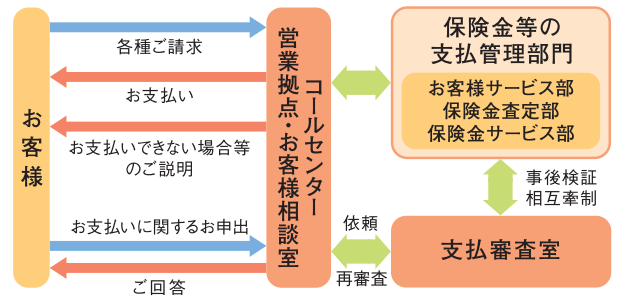 お客様
各種ご請求
お支払い
お支払いできない場合等
のご説明
お支払いに関するお申出
ご回答
コールセンター
営業拠点・お客様相談室
保険金等の
支払管理部門
お客様サービス部
保険金査定部
保険金サービス部
事後検証
相互牽制
依頼
再審査
支払審査室